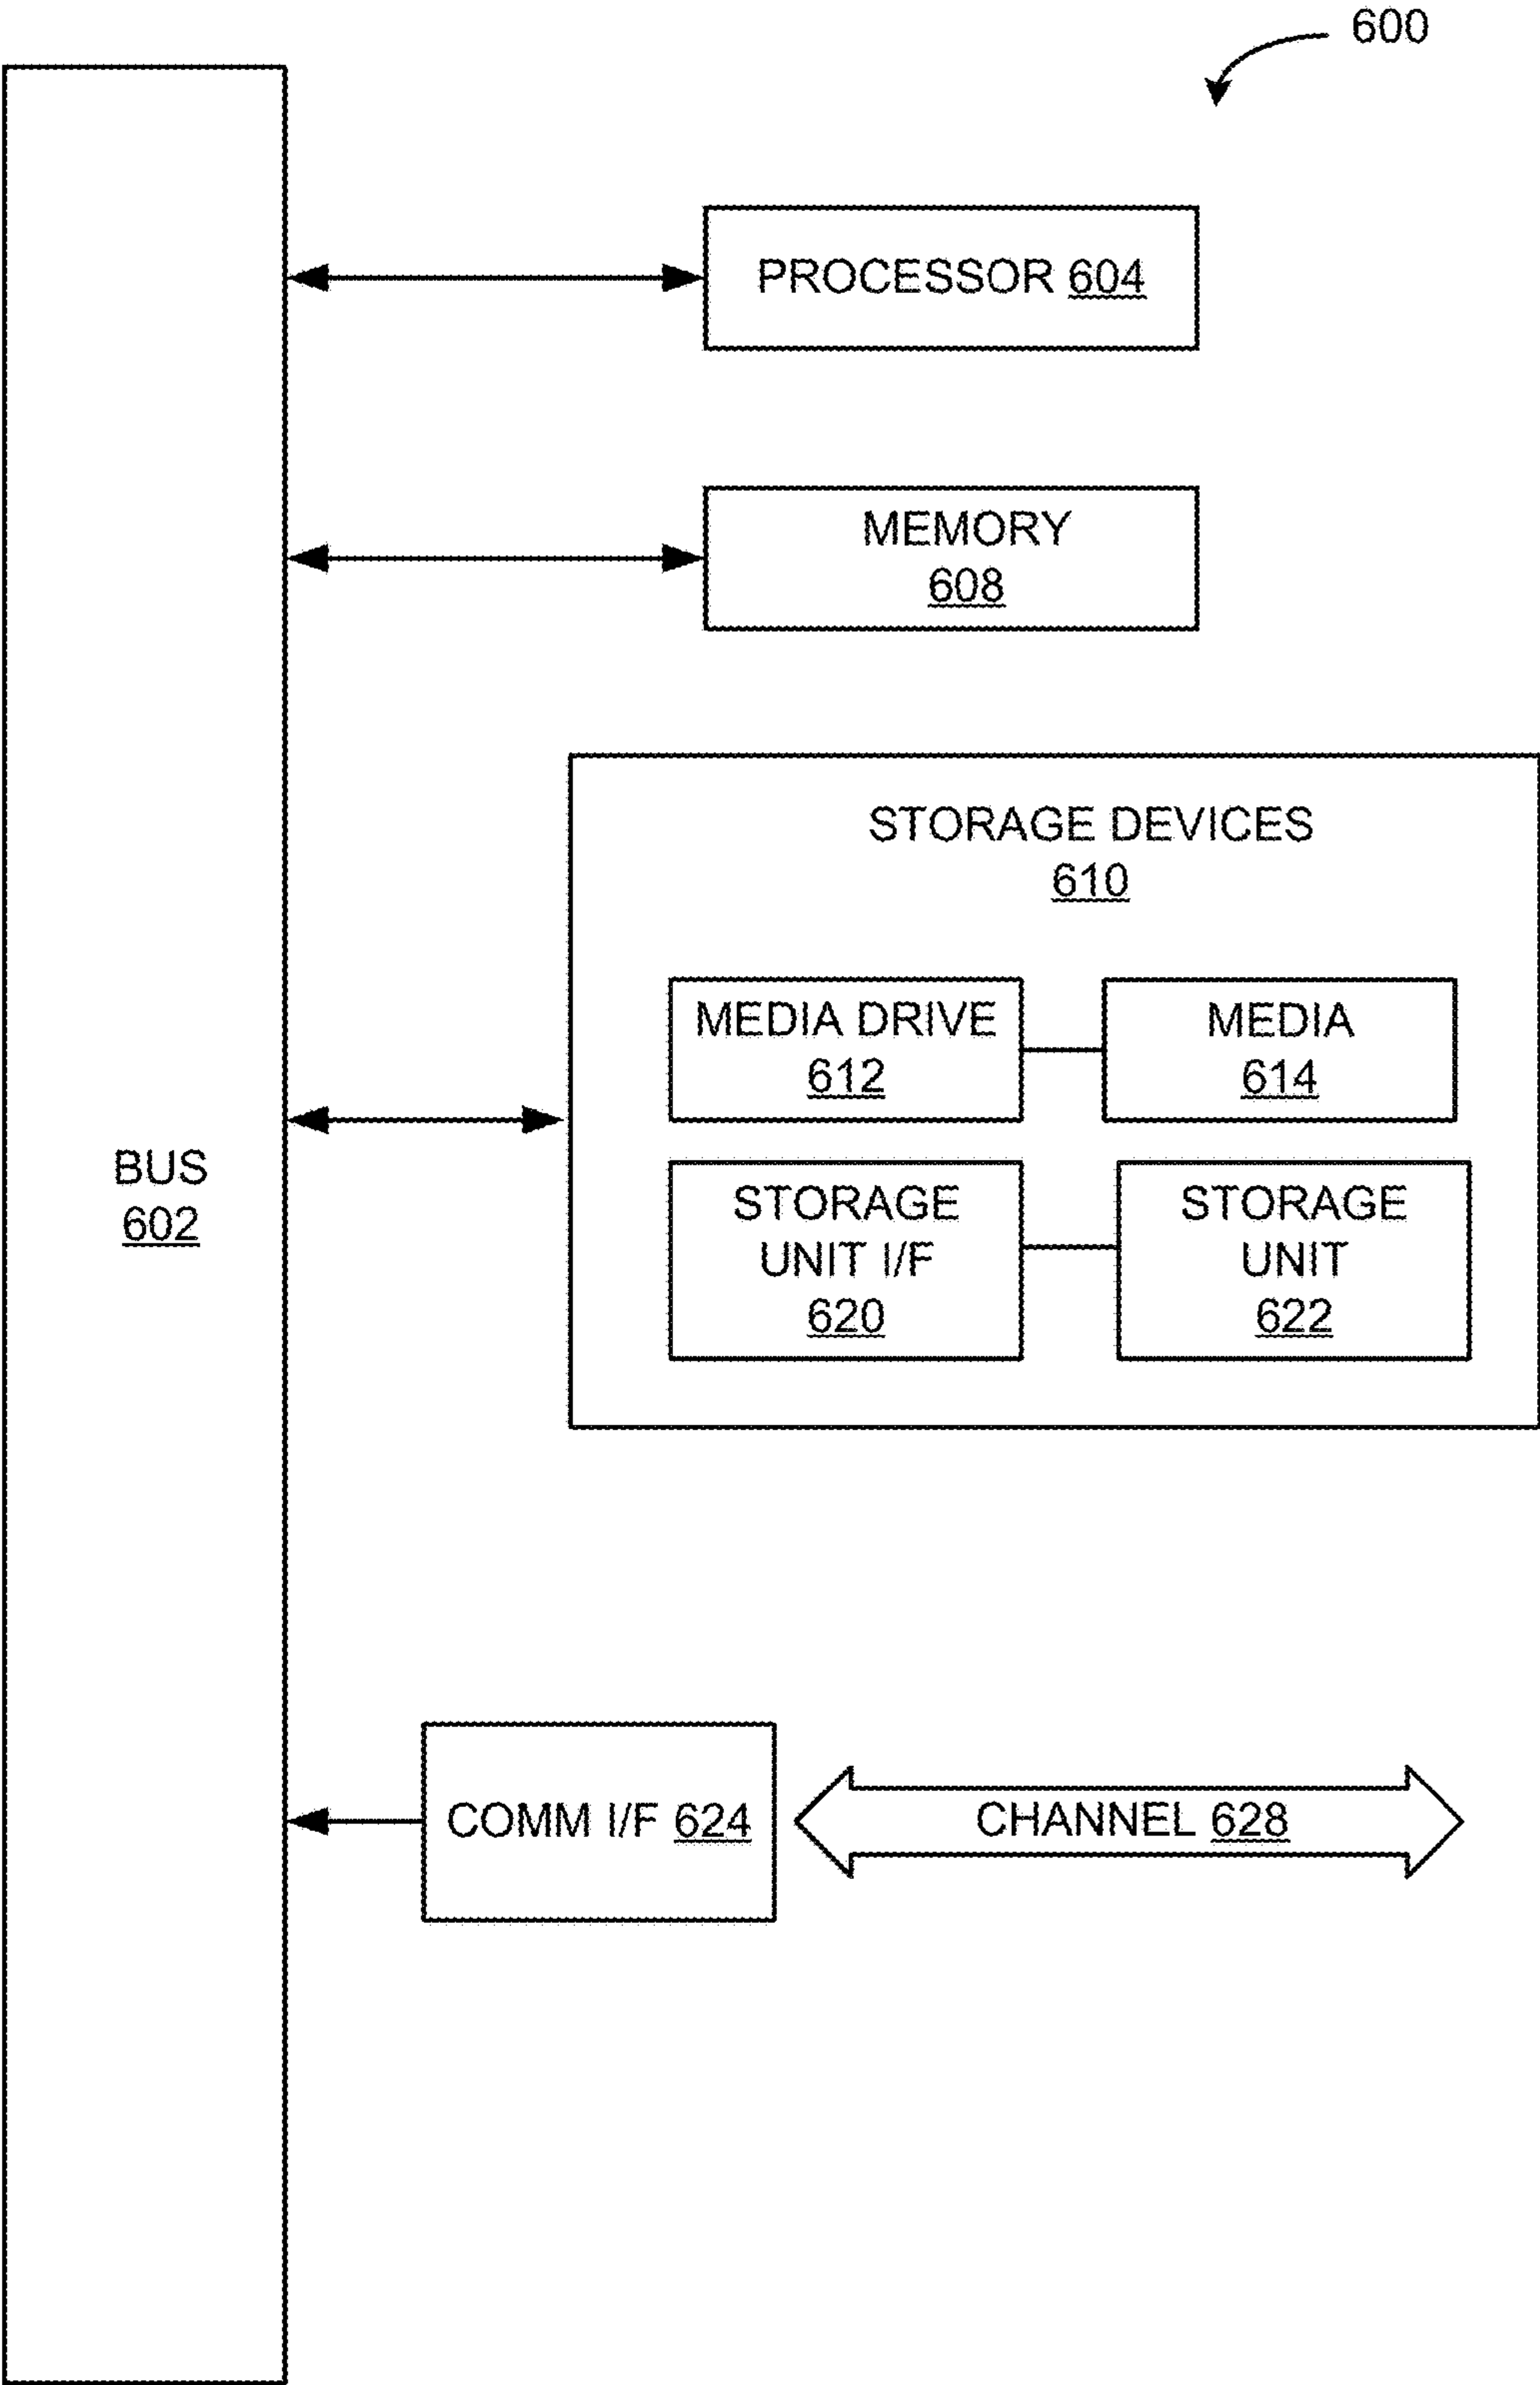 600
PROCESSOR 604
MEMORY
608
STORAGE DEVICES
610
MEDIA DRIVE
612
MEDIA
614
BUS
602
STORAGE
UNIT I/F
620
STORAGE
UNIT
622
COMM I/F 624
CHANNEL 628